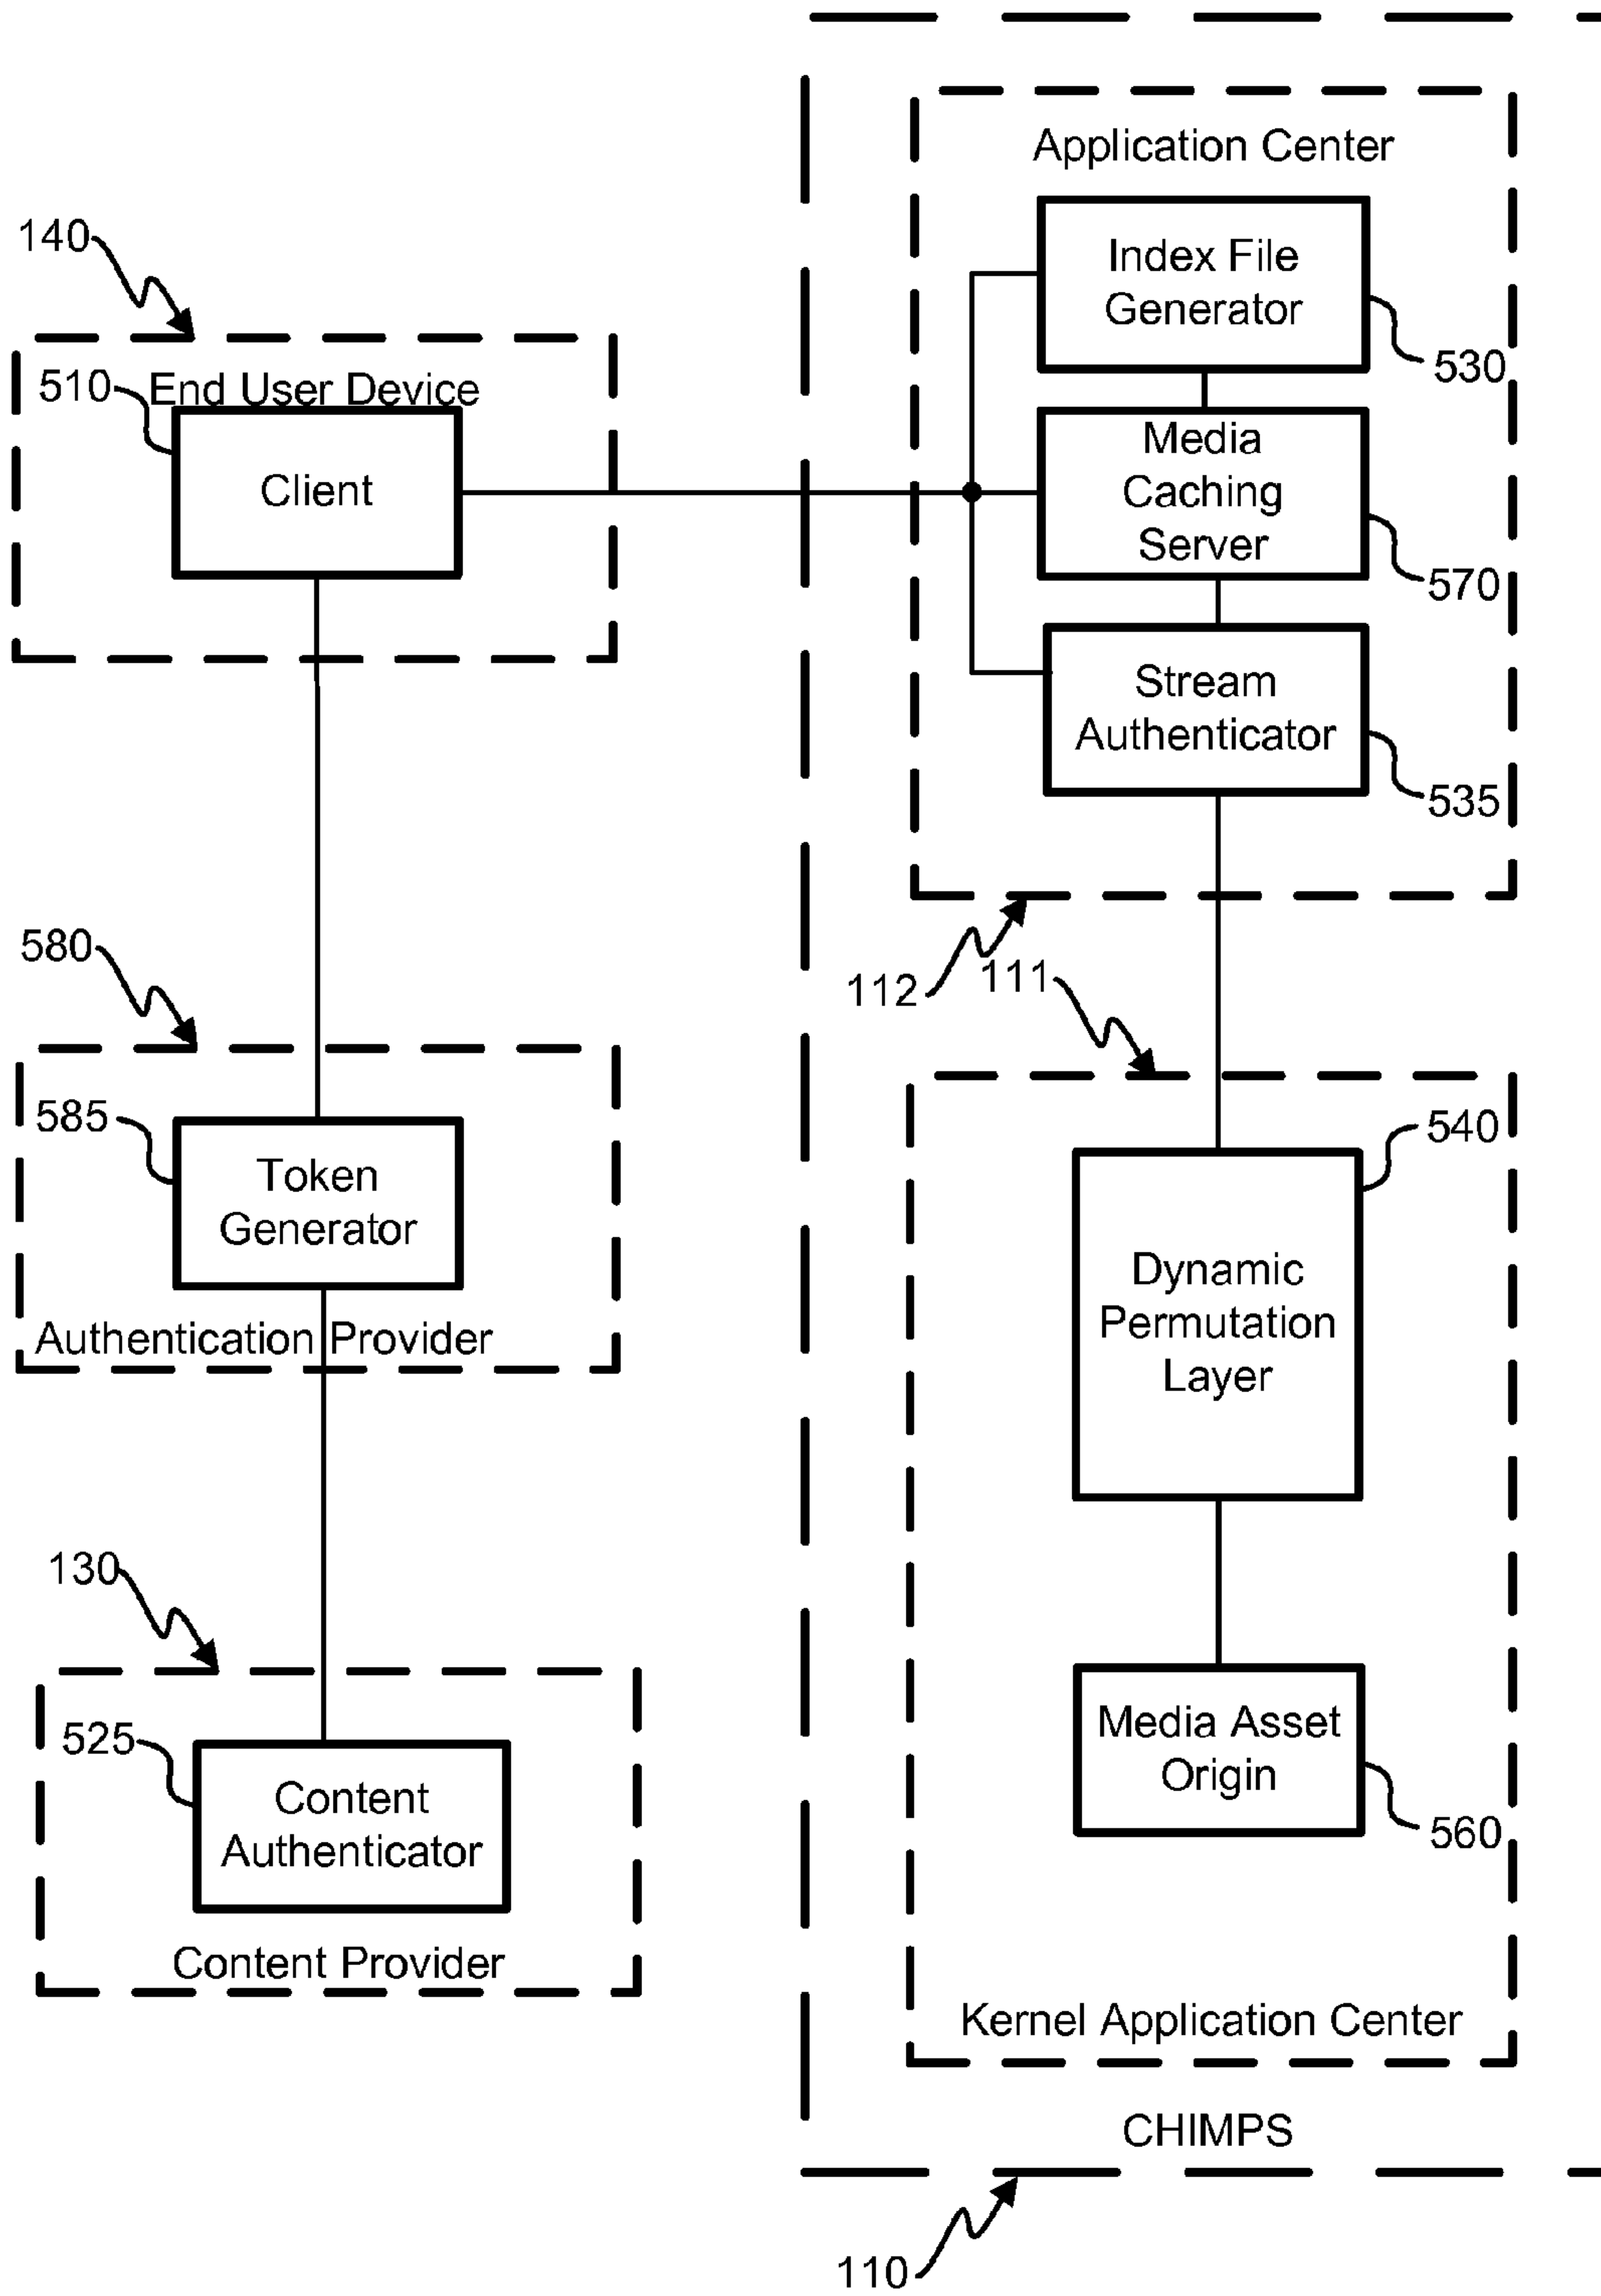 Application Center
Index File
Generator
530
140
510
End User Device
Client
Media
Caching
Server
570
Stream
Authenticator
535
580
112
111
585
Token
Generator
Authentication Provider
540
Dynamic
Permutation
Layer
130
525
Content
Authenticator
Content Provider
Media Asset
Origin
560
Kernel Application Center
CHIMPS
110